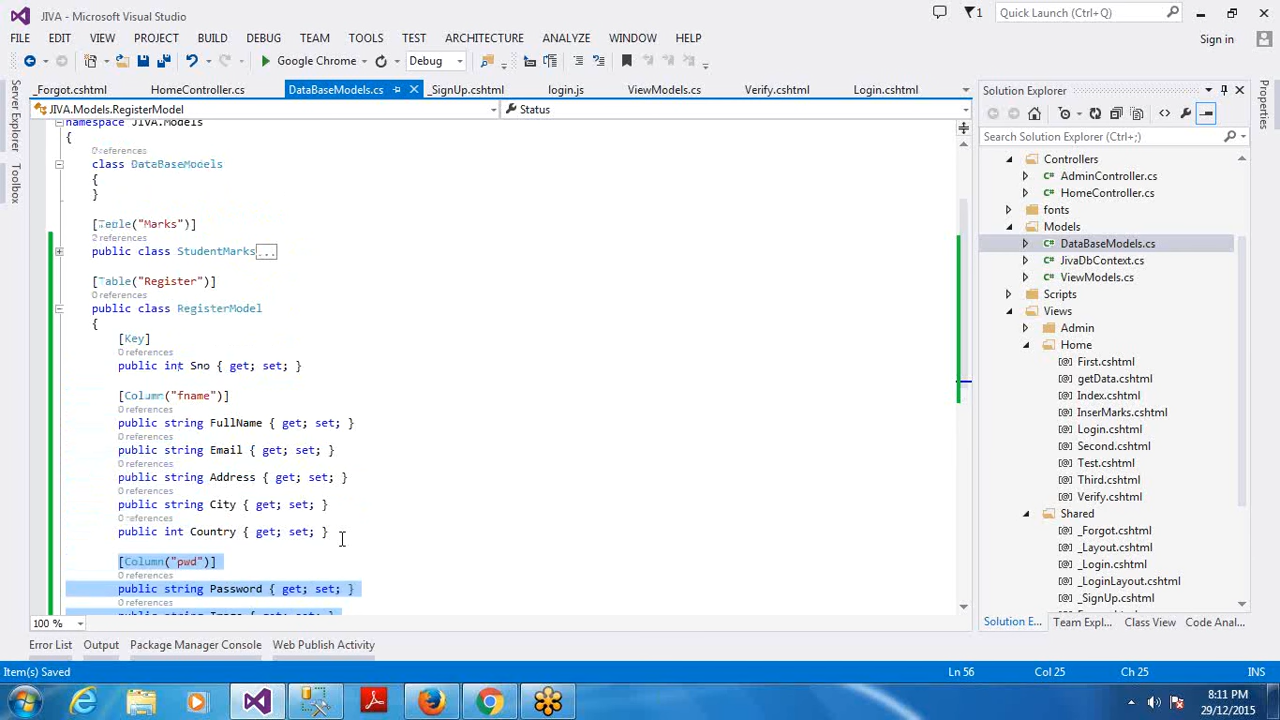 JIVA - Microsoft Visual Studio
1
Quick Launch (Ctrl+Q)
FILE EDIT VIEW PROJECT BUILD DEBUG TEAM TOOLS TEST ARCHITECTURE ANALYZE WINDOW HELP
Sign in
Google Chrome Debug
_Forgot.cshtml HomeController.cs DataBaseModels.cs _SignUp.cshtml login.js ViewModels.cs Verify.cshtml Login.cshtml
JIVA.Models.RegisterModel Status
Server Explorer
Toolbox
namespace JIVA.Models
{
0 references
class DataBaseModels
{
}
[Table("Marks")]
2 references
public class StudentMarks...
[Table("Register")]
0 references
public class RegisterModel
{
[Key]
0 references
public int Sno { get; set; }
[Column("fname")]
0 references
public string FullName { get; set; }
0 references
public string Email { get; set; }
0 references
public string Address { get; set; }
0 references
public string City { get; set; }
0 references
public int Country { get; set; }
[Column("pwd")]
0 references
public string Password { get; set; }
0 references
public string Image { get; set; }
100 %
Solution Explorer
Search Solution Explorer (Ctrl+;)
Controllers
C# AdminController.cs
C# HomeController.cs
fonts
Models
C# DataBaseModels.cs
C# JivaDbContext.cs
C# ViewModels.cs
Scripts
Views
Admin
Home
[@] First.cshtml
[@] getData.cshtml
[@] Index.cshtml
[@] InserMarks.cshtml
[@] Login.cshtml
[@] Second.cshtml
[@] Test.cshtml
[@] Third.cshtml
[@] Verify.cshtml
Shared
[@] _Forgot.cshtml
[@] _Layout.cshtml
[@] _Login.cshtml
[@] _LoginLayout.cshtml
[@] _SignUp.cshtml
Solution E... Team Expl... Class View Code Anal...
Properties
Error List Output Package Manager Console Web Publish Activity
Item(s) Saved Ln 56 Col 25 Ch 25 INS
8:11 PM
29/12/2015